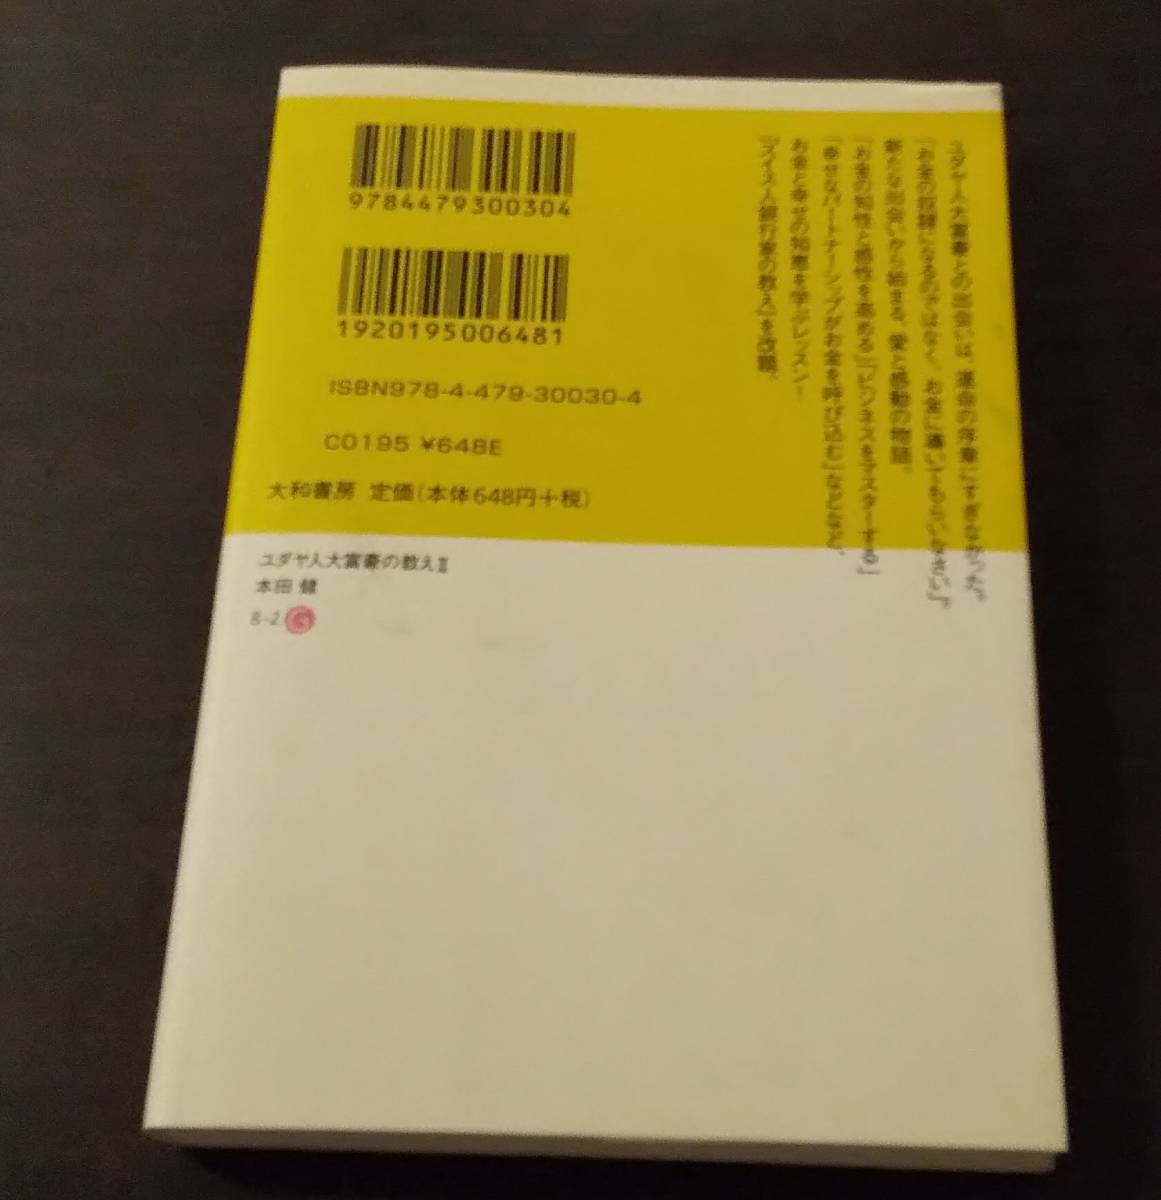 ユダヤ人大富豪との出会いは、運命の序章にすぎなかった。
「お金の奴隷になるのではなく、お金に導いてもらいなさい」。
新たな出会いから始まる、愛と感動の物語。
「お金の知性と感性を高める」「ビジネスをマスターする」
「幸せなパートナーシップがお金を呼び込む」などなど、
お金と幸せの知恵を学ぶレッスン！
『スイス人銀行家の教え』を改題。
9784479300304
1920195006481
ISBN978-4-479-30030-4
C0195 ¥648E
大和書房 定価(本体648円+税)
ユダヤ人大富豪の教えⅡ
本田 健
8-2 G